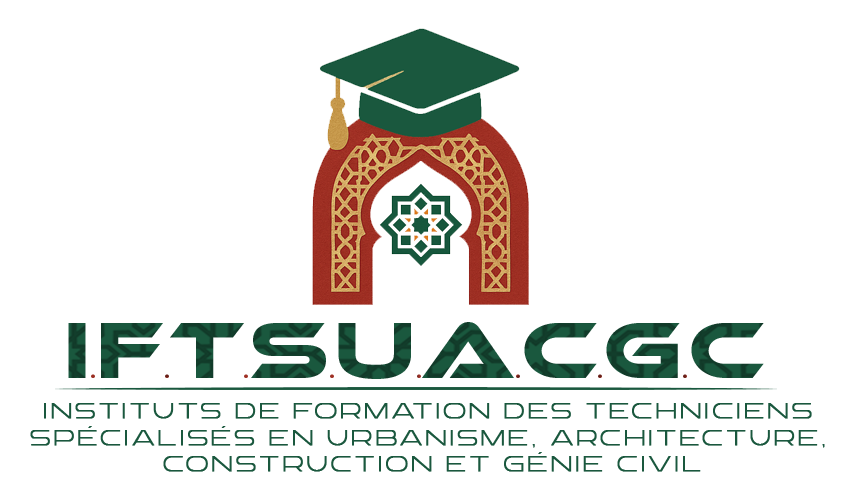 I.F.T.S.U.A.C.G.C
INSTITUTS DE FORMATION DES TECHNICIENS
SPÉCIALISÉS EN URBANISME, ARCHITECTURE,
CONSTRUCTION ET GÉNIE CIVIL